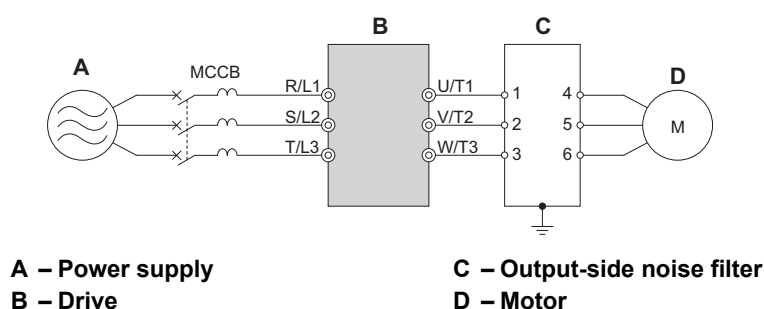 A
B
C
D
MCCB
R/L1
S/L2
T/L3
U/T1
V/T2
W/T3
1
2
3
4
5
6
M
A – Power supply
B – Drive
C – Output-side noise filter
D – Motor